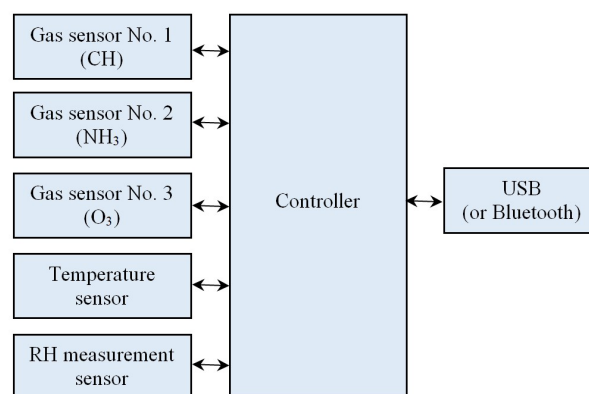 Gas sensor No. 1
(CH)
Gas sensor No. 2
(NH₃)
Gas sensor No. 3
(O₃)
Temperature
sensor
RH measurement
sensor
Controller
USB
(or Bluetooth)